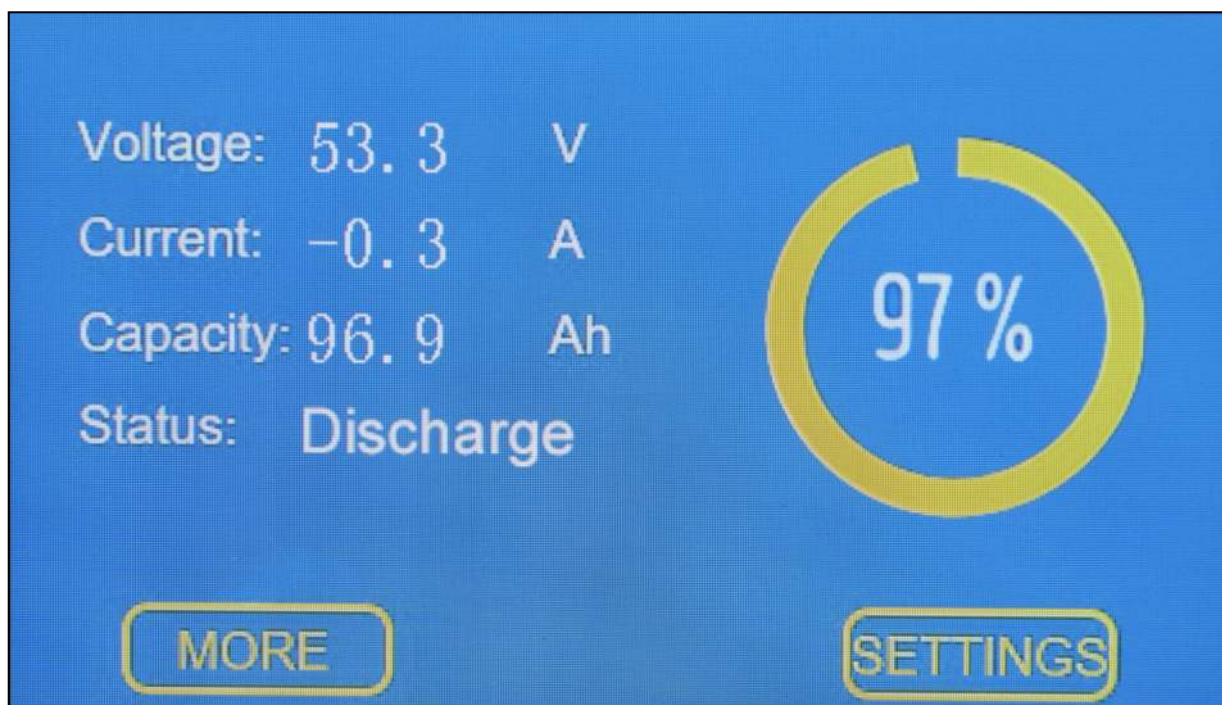 Voltage: 53.3 V
Current: -0.3 A
Capacity: 96.9 Ah
Status: Discharge
97%
MORE
SETTINGS